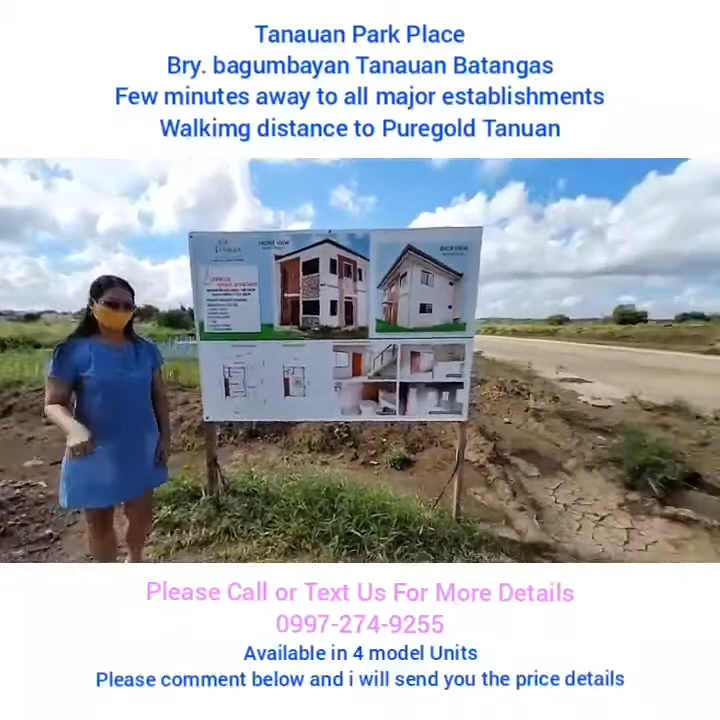 Tanauan Park Place
Bry. bagumbayan Tanauan Batangas
Few minutes away to all major establishments
Walkimg distance to Puregold Tanuan
FRONT VIEW
BACK VIEW
Please Call or Text Us For More Details
0997-274-9255
Available in 4 model Units
Please comment below and i will send you the price details